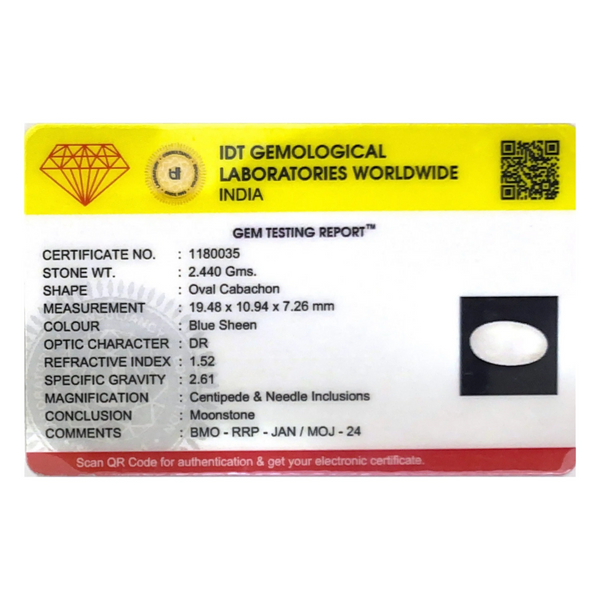 IDT GEMOLOGICAL
LABORATORIES WORLDWIDE
INDIA
GEM TESTING REPORT™
CERTIFICATE NO. : 1180035
STONE WT. : 2.440 Gms.
SHAPE : Oval Cabachon
MEASUREMENT : 19.48 x 10.94 x 7.26 mm
COLOUR : Blue Sheen
OPTIC CHARACTER : DR
REFRACTIVE INDEX : 1.52
SPECIFIC GRAVITY : 2.61
MAGNIFICATION : Centipede & Needle Inclusions
CONCLUSION : Moonstone
COMMENTS : BMO - RRP - JAN / MOJ - 24
Scan QR Code for authentication & get your electronic certificate.